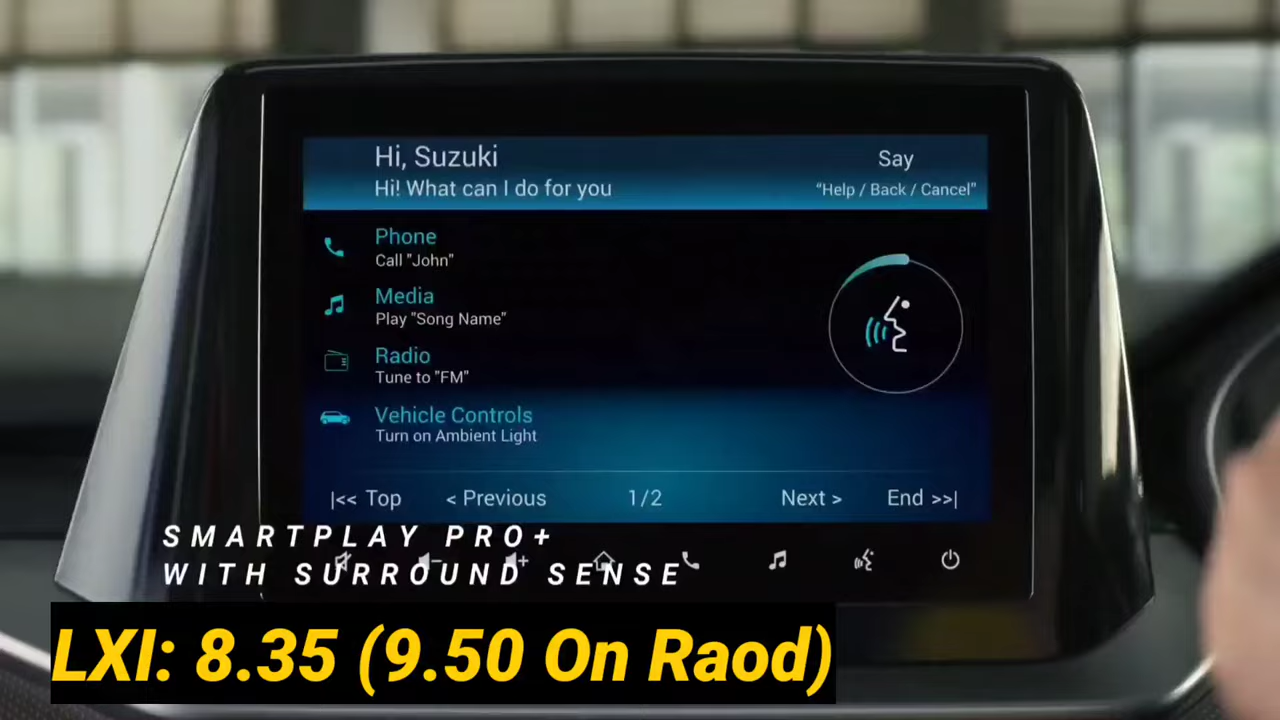 Hi, Suzuki
Say
Hi! What can I do for you
“Help / Back / Cancel”
Phone
Call "John"
Media
Play "Song Name"
Radio
Tune to "FM"
Vehicle Controls
Turn on Ambient Light
|<< Top < Previous 1/2 Next > End >>|
SMARTPLAY PRO+
WITH SURROUND SENSE
LXI: 8.35 (9.50 On Raod)